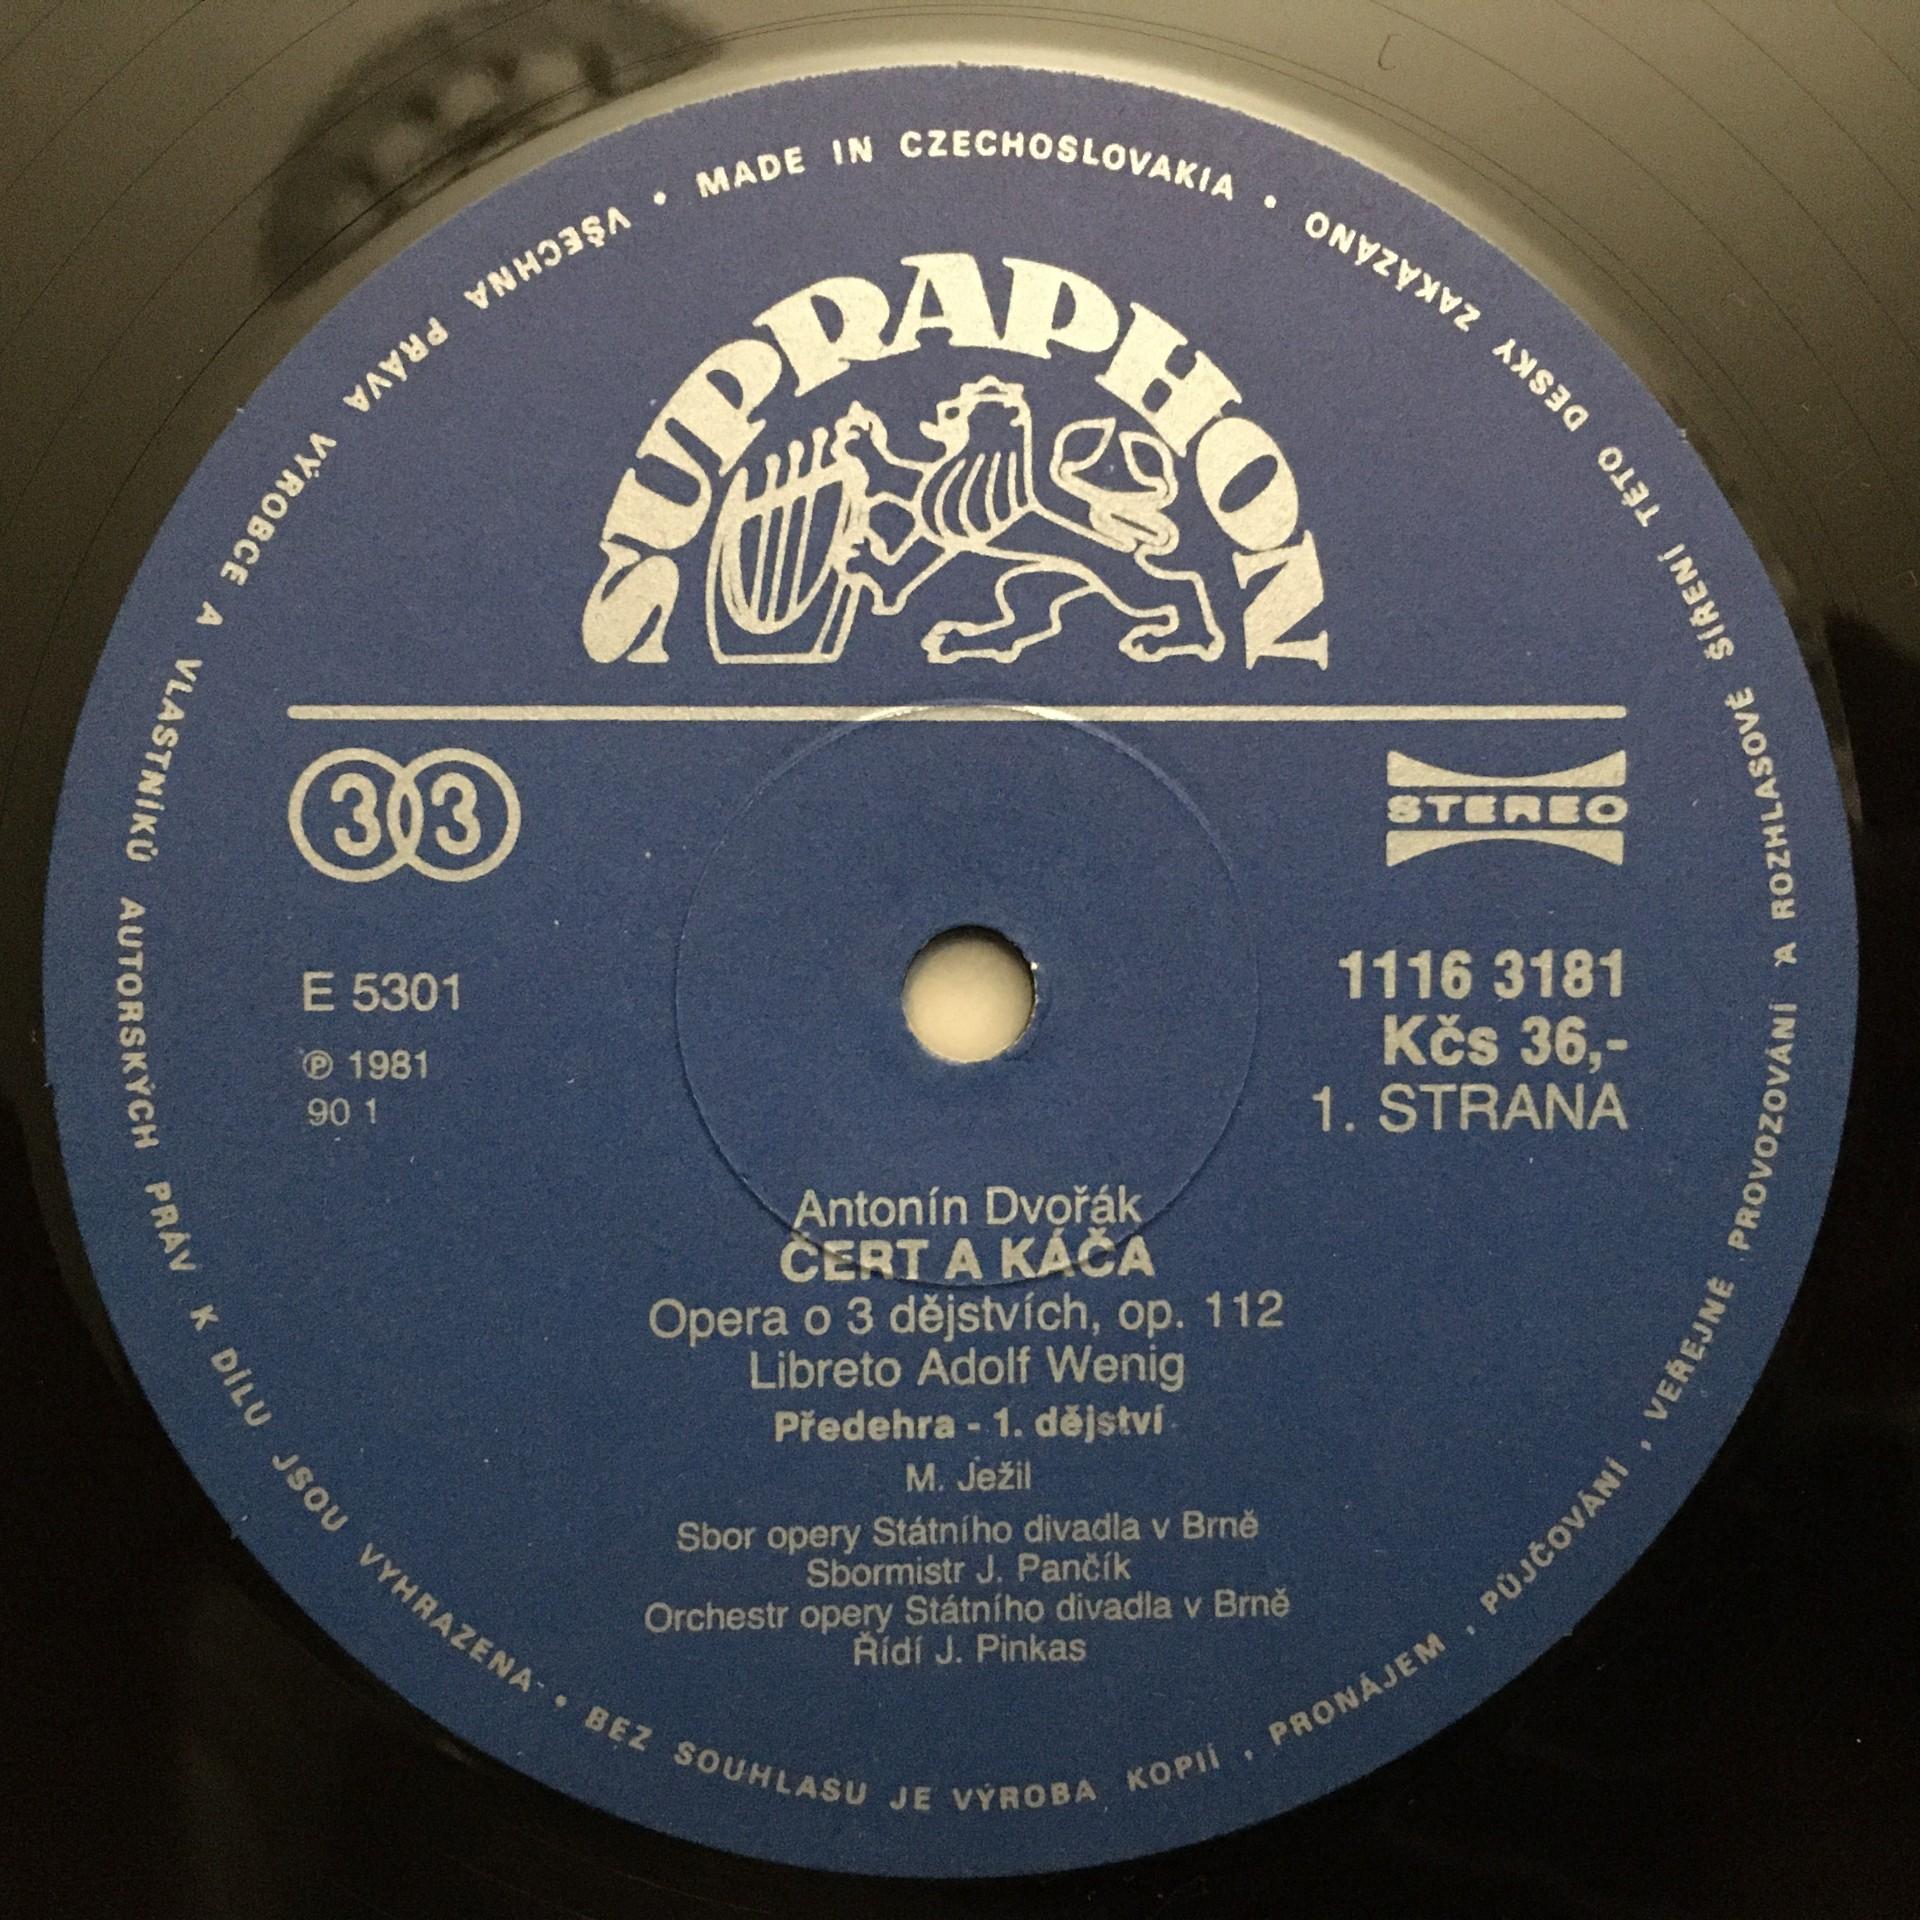 MADE IN CZECHOSLOVAKIA •
VŠECHNA PRÁVA VÝROBCE A VLASTNÍKŮ AUTORSKÝCH PRÁV K DÍLU JSOU VYHRAZENA • BEZ SOUHLASU JE VÝROBA KOPIÍ , PRONÁJEM , PŮJČOVÁNÍ , VEŘEJNÉ PROVOZOVÁNÍ A ROZHLASOVÉ ŠÍŘENÍ TÉTO DESKY ZAKÁZÁNO •
SUPRAPHON
33
STEREO
E 5301
℗ 1981
90 1
1116 3181
Kčs 36,-
1. STRANA
Antonín Dvořák
ČERT A KÁČA
Opera o 3 dějstvích, op. 112
Libreto Adolf Wenig
Předehra - 1. dějství
M. Ježil
Sbor opery Státního divadla v Brně
Sbormistr J. Pančík
Orchestr opery Státního divadla v Brně
Řídí J. Pinkas